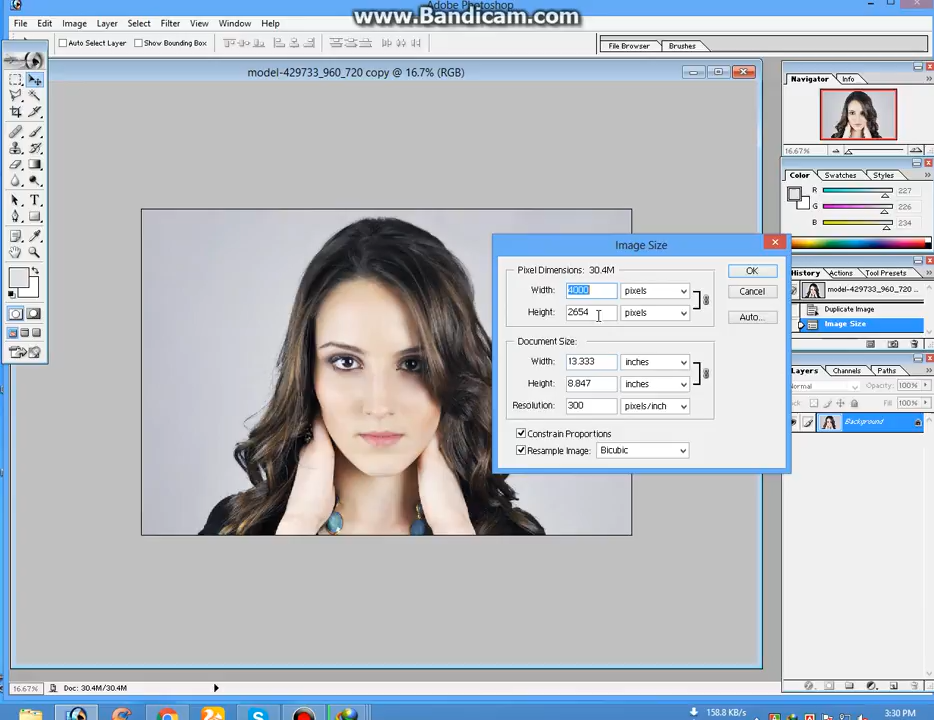 Adobe Photoshop
www.Bandicam.com
File Edit Image Layer Select Filter View Window Help
Auto Select Layer Show Bounding Box File Browser Brushes
model-429733_960_720 copy @ 16.7% (RGB)
Navigator Info
16.67%
Color Swatches Styles
R 227
G 226
B 234
History Actions Tool Presets
model-429733_960_720 ...
Duplicate Image
Image Size
Layers Channels Paths
Normal Opacity: 100%
Lock: Fill: 100%
Background
Image Size
Pixel Dimensions: 30.4M
Width: 4000 pixels
Height: 2654 pixels
OK
Cancel
Auto...
Document Size:
Width: 13.333 inches
Height: 8.847 inches
Resolution: 300 pixels/inch
Constrain Proportions
Resample Image: Bicubic
16.67% Doc: 30.4M/30.4M
158.8 KB/s 3:30 PM